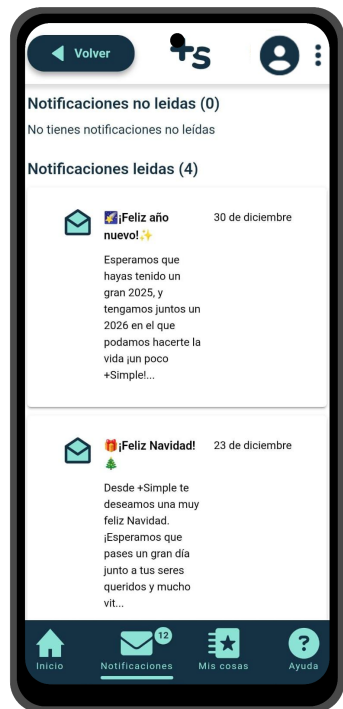 Volver
+s
Notificaciones no leidas (0)
No tienes notificaciones no leídas
Notificaciones leidas (4)
🌠¡Feliz año
nuevo!✨
30 de diciembre
Esperamos que
hayas tenido un
gran 2025, y
tengamos juntos un
2026 en el que
podamos hacerte la
vida ¡un poco
+Simple!...
🎁¡Feliz Navidad!
🎄
23 de diciembre
Desde +Simple te
deseamos una muy
feliz Navidad.
¡Esperamos que
pases un gran día
junto a tus seres
queridos y mucho
vit...
12
Inicio
Notificaciones
Mis cosas
Ayuda